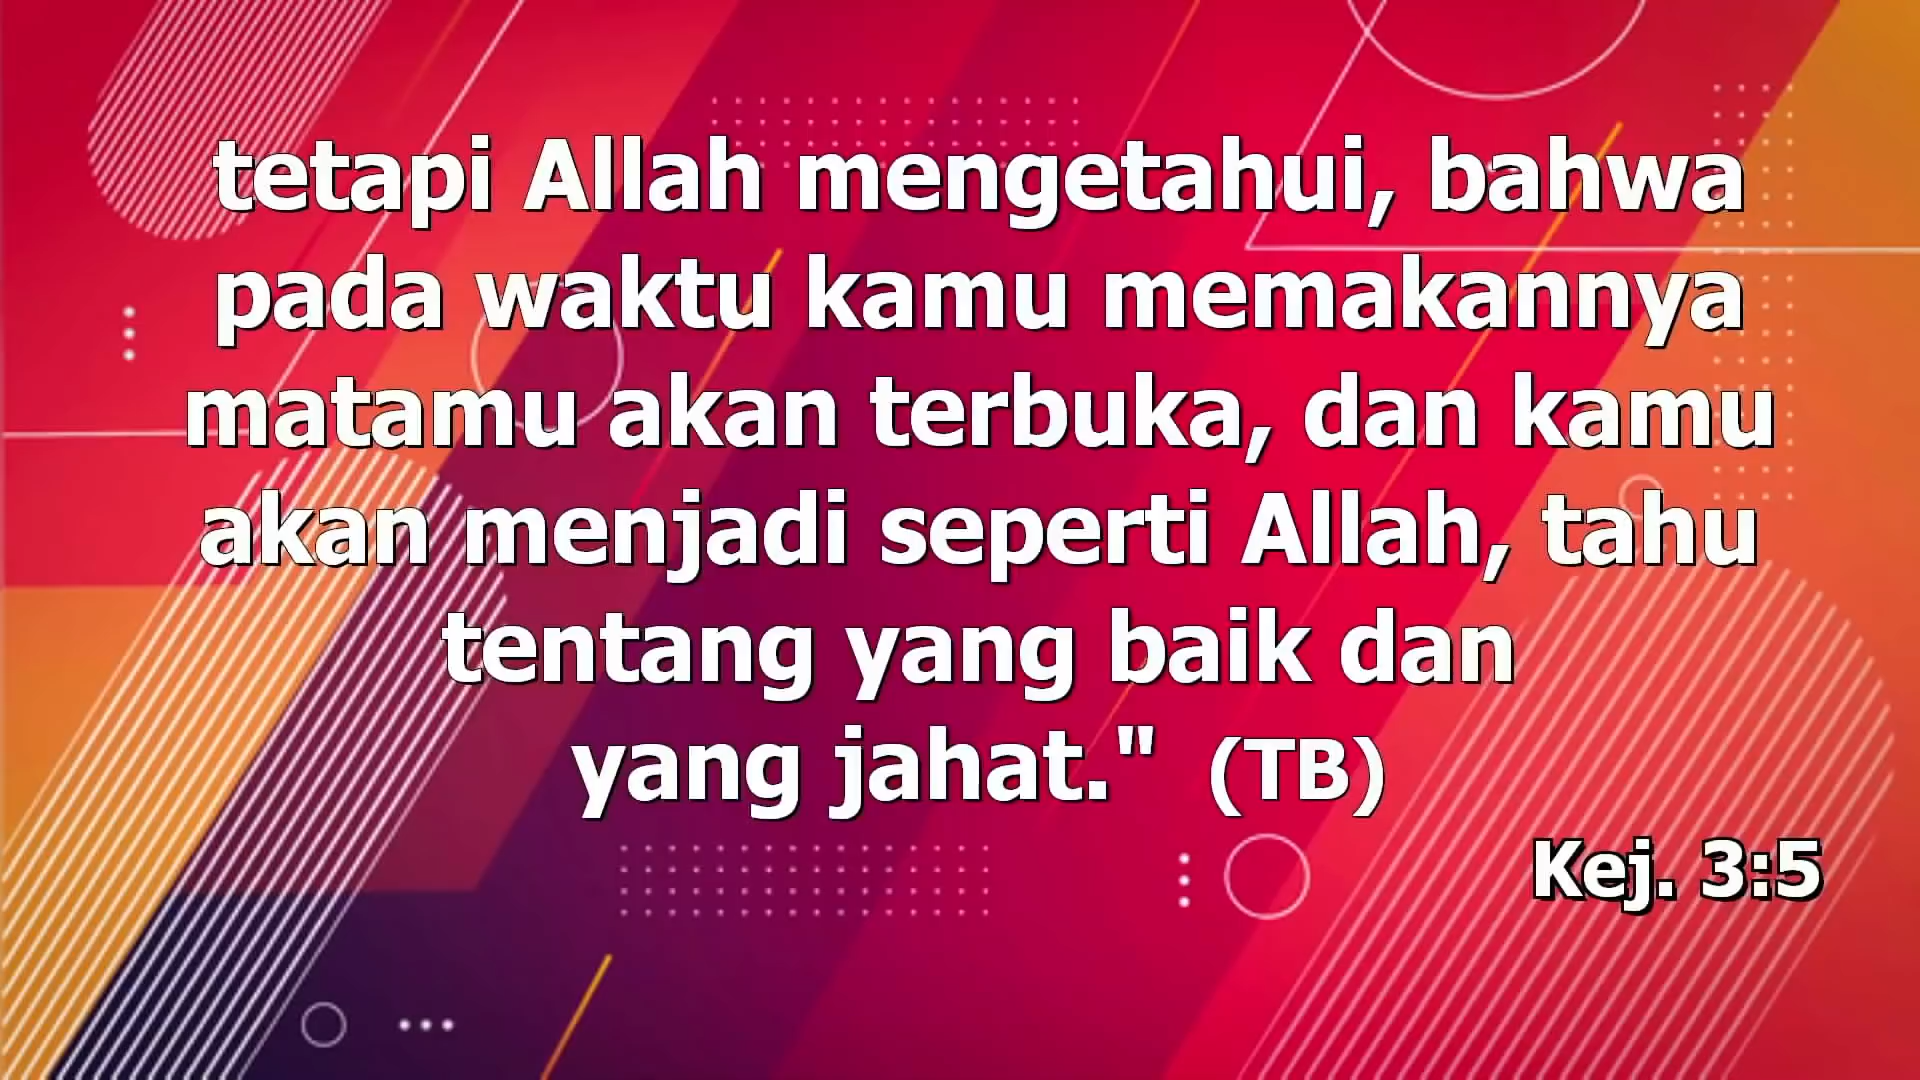 tetapi Allah mengetahui, bahwa
pada waktu kamu memakannya
matamu akan terbuka, dan kamu
akan menjadi seperti Allah, tahu
tentang yang baik dan
yang jahat." (TB)
Kej. 3:5